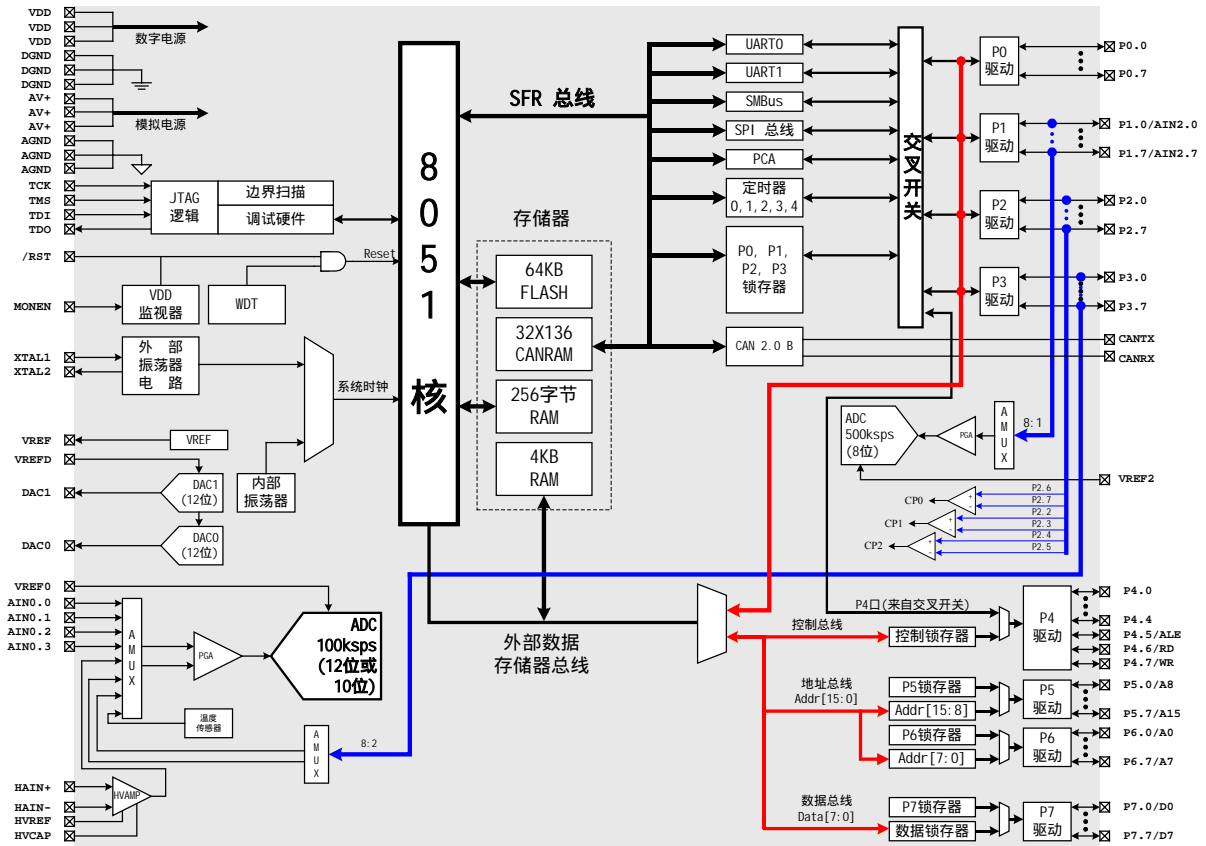 VDD
VDD
VDD
DGND
DGND
DGND
AV+
AV+
AV+
AGND
AGND
AGND
TCK
TMS
TDI
TDO
/RST
MONEN
XTAL1
XTAL2
VREF
VREFD
DAC1
DAC0
VREF0
AIN0.0
AIN0.1
AIN0.2
AIN0.3
HAIN+
HAIN-
HVREF
HVCAP
数字电源
模拟电源
JTAG
逻辑
边界扫描
调试硬件
Reset
VDD
监视器
WDT
外 部
振荡器
电 路
系统时钟
内部
振荡器
VREF
DAC1
(12位)
DAC0
(12位)
A
M
U
X
PGA
ADC
100ksps
(12位或
10位)
温度
传感器
HVAMP
A
M
U
X
8:2
8
0
5
1
核
SFR 总线
存储器
64KB
FLASH
32X136
CANRAM
256字节
RAM
4KB
RAM
外部数据
存储器总线
UART0
UART1
SMBus
SPI 总线
PCA
定时器
0,1,2,3,4
P0, P1,
P2, P3
锁存器
CAN 2.0 B
交
叉
开
关
P0
驱动
P1
驱动
P2
驱动
P3
驱动
P0.0
P0.7
P1.0/AIN2.0
P1.7/AIN2.7
P2.0
P2.7
P3.0
P3.7
CANTX
CANRX
ADC
500ksps
(8位)
PGA
A
M
U
X
8:1
VREF2
CP0
+
-
P2.6
P2.7
CP1
+
-
P2.2
P2.3
CP2
+
-
P2.4
P2.5
P4口(来自交叉开关)
控制总线
控制锁存器
P4
驱动
P4.0
P4.4
P4.5/ALE
P4.6/RD
P4.7/WR
地址总线
Addr[15:0]
P5锁存器
Addr[15:8]
P5
驱动
P5.0/A8
P5.7/A15
P6锁存器
Addr[7:0]
P6
驱动
P6.0/A0
P6.7/A7
数据总线
Data[7:0]
P7锁存器
数据锁存器
P7
驱动
P7.0/D0
P7.7/D7